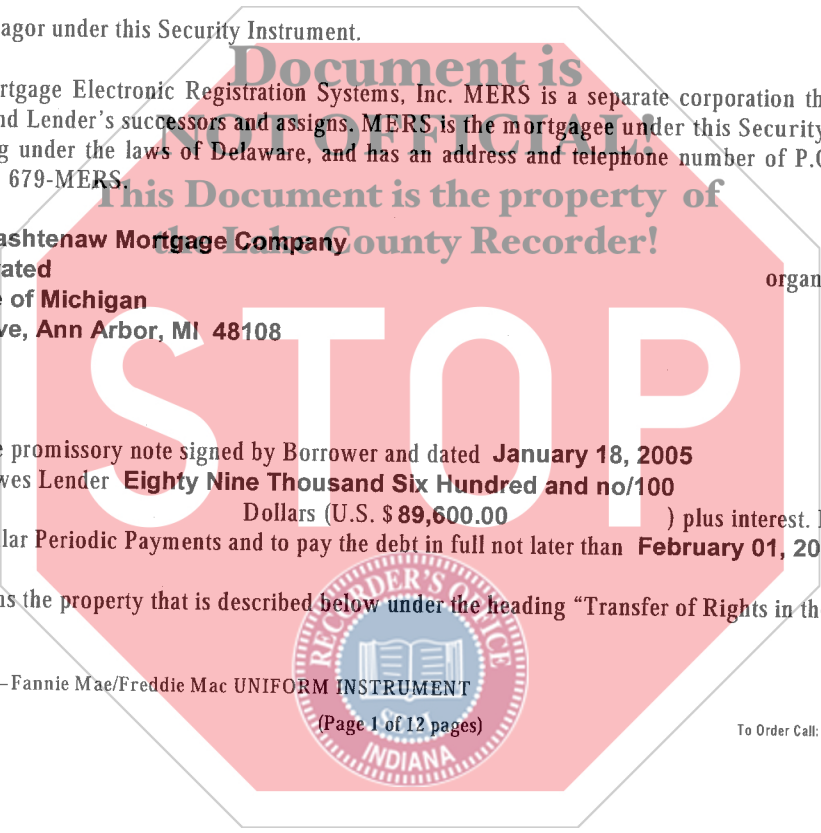 agor under this Security Instrument.
Document is
rtgage Electronic Registration Systems, Inc. MERS is a separate corporation th
nd Lender's successors and assigns. MERS is the mortgagee under this Security
NOT OFFICIAL!
g under the laws of Delaware, and has an address and telephone number of P.O
679-MERS.
This Document is the property of
ashtenaw Mortgage Company
the Lake County Recorder!
ated
organ
e of Michigan
ve, Ann Arbor, MI 48108
STOP
e promissory note signed by Borrower and dated January 18, 2005
wes Lender Eighty Nine Thousand Six Hundred and no/100
Dollars (U.S. $ 89,600.00 ) plus interest.
lar Periodic Payments and to pay the debt in full not later than February 01, 20
RECORDER'S OFFICE
ns the property that is described below under the heading “Transfer of Rights in th
–Fannie Mae/Freddie Mac UNIFORM INSTRUMENT
SEAL
(Page 1 of 12 pages)
To Order Call:
INDIANA